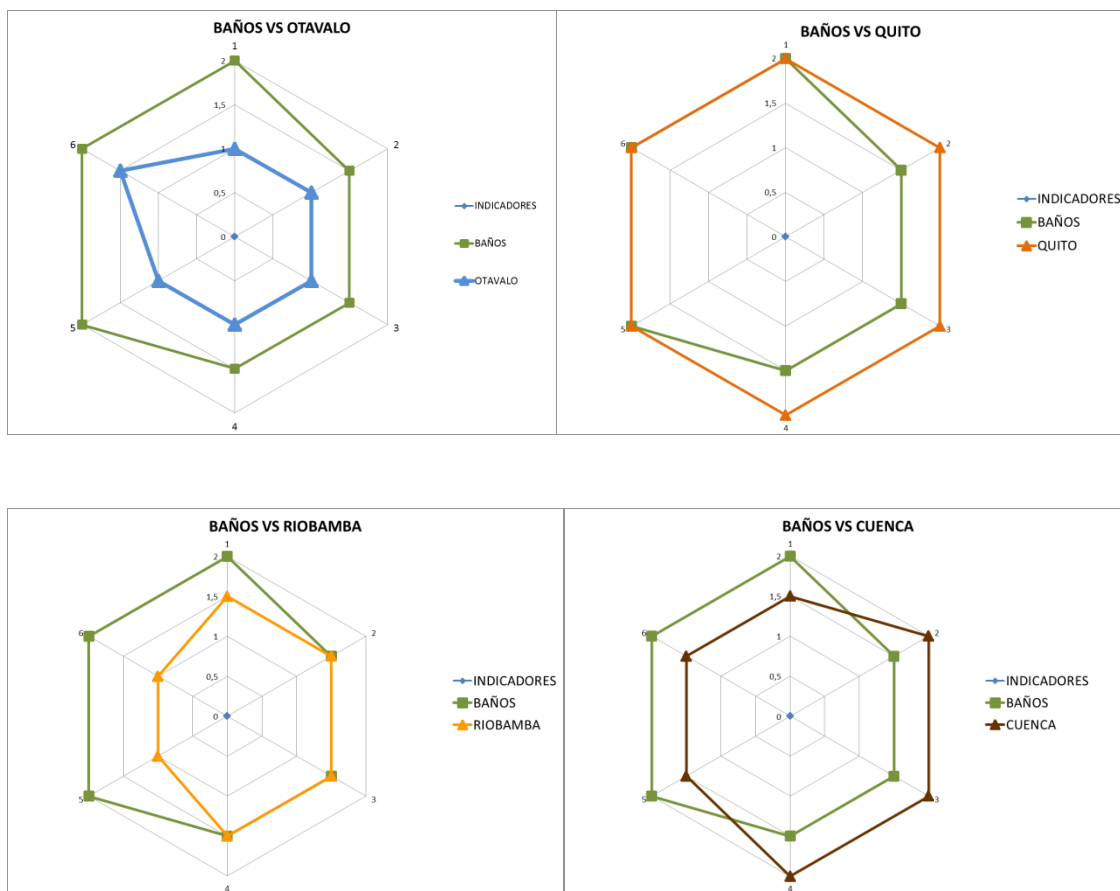 BAÑOS VS OTAVALO
1
2
1,5
1
0,5
0
2
3
4
5
6
INDICADORES
BAÑOS
OTAVALO
BAÑOS VS QUITO
1
2
1,5
1
0,5
0
2
3
4
5
6
INDICADORES
BAÑOS
QUITO
BAÑOS VS RIOBAMBA
1
2
1,5
1
0,5
0
2
3
4
5
6
INDICADORES
BAÑOS
RIOBAMBA
BAÑOS VS CUENCA
1
2
1,5
1
0,5
0
2
3
4
5
6
INDICADORES
BAÑOS
CUENCA